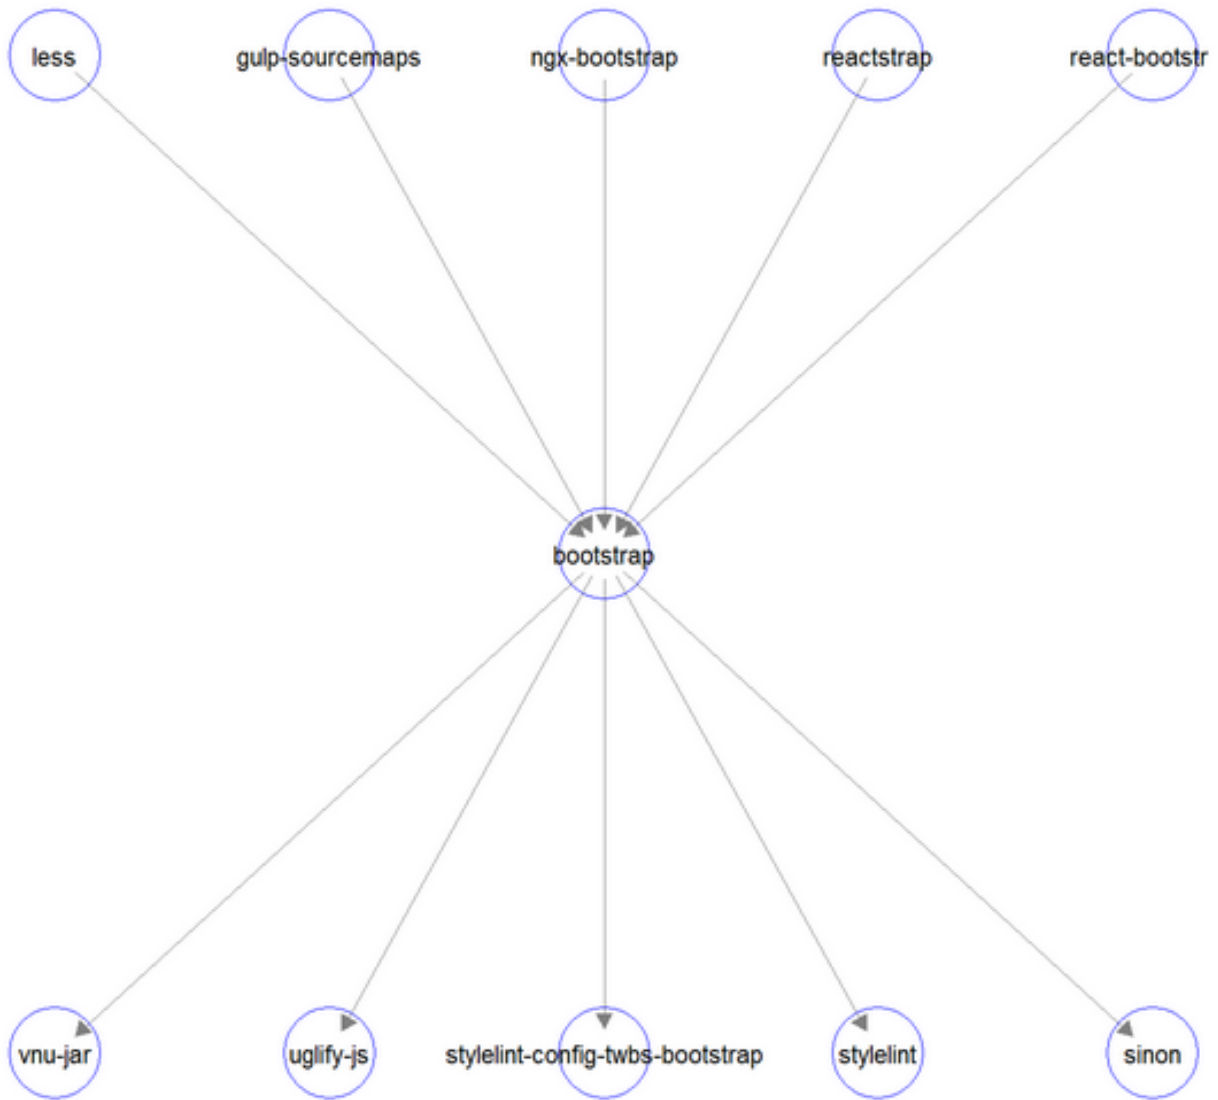 less
gulp-sourcemaps
ngx-bootstrap
reactstrap
react-bootstr
bootstrap
vnu-jar
uglify-js
stylelint-config-twbs-bootstrap
stylelint
sinon